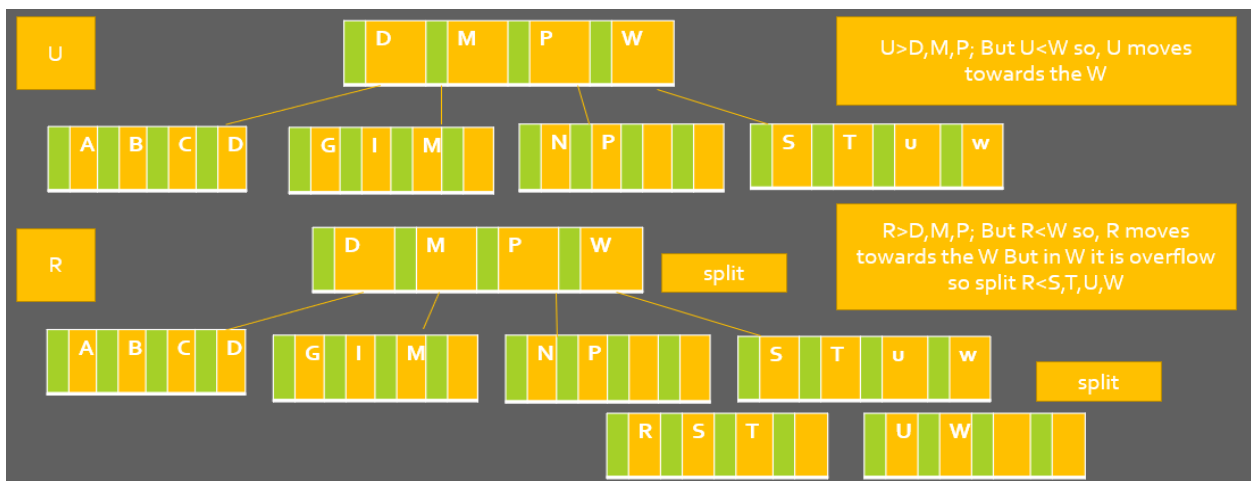 U
D M P W
U>D,M,P; But U<W so, U moves
towards the W
A B C D
G I M
N P
S T u w
R
D M P W
split
R>D,M,P; But R<W so, R moves
towards the W But in W it is overflow
so split R<S,T,U,W
A B C D
G I M
N P
S T u w
split
R S T
U W